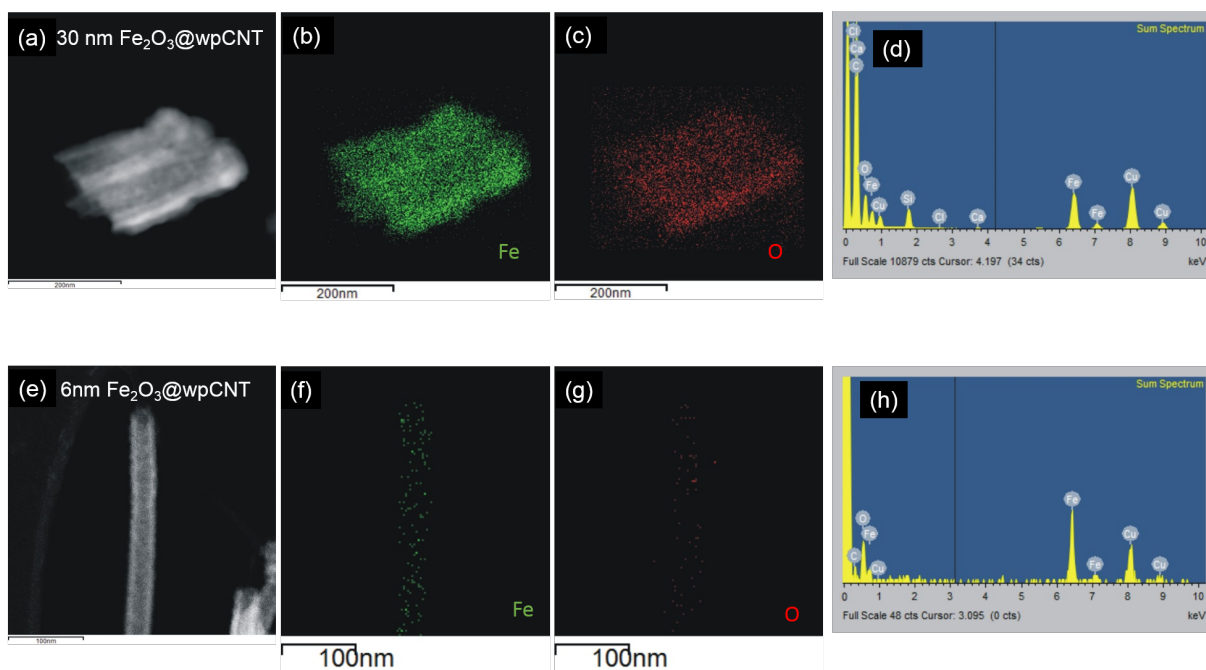 (a) 30 nm Fe₂O₃@wpCNT
200nm
(b)
Fe
200nm
(c)
O
200nm
(d)
Sum Spectrum
Cl
Ca
C
O
Fe
Cu
Si
Cl
Ca
Fe
Fe
Cu
Cu
0 1 2 3 4 5 6 7 8 9 10
Full Scale 10879 cts Cursor: 4.197 (34 cts) keV
(e) 6nm Fe₂O₃@wpCNT
100nm
(f)
Fe
100nm
(g)
O
100nm
(h)
Sum Spectrum
O
Fe
C
Cu
Fe
Fe
Cu
Cu
0 1 2 3 4 5 6 7 8 9 10
Full Scale 48 cts Cursor: 3.095 (0 cts) keV